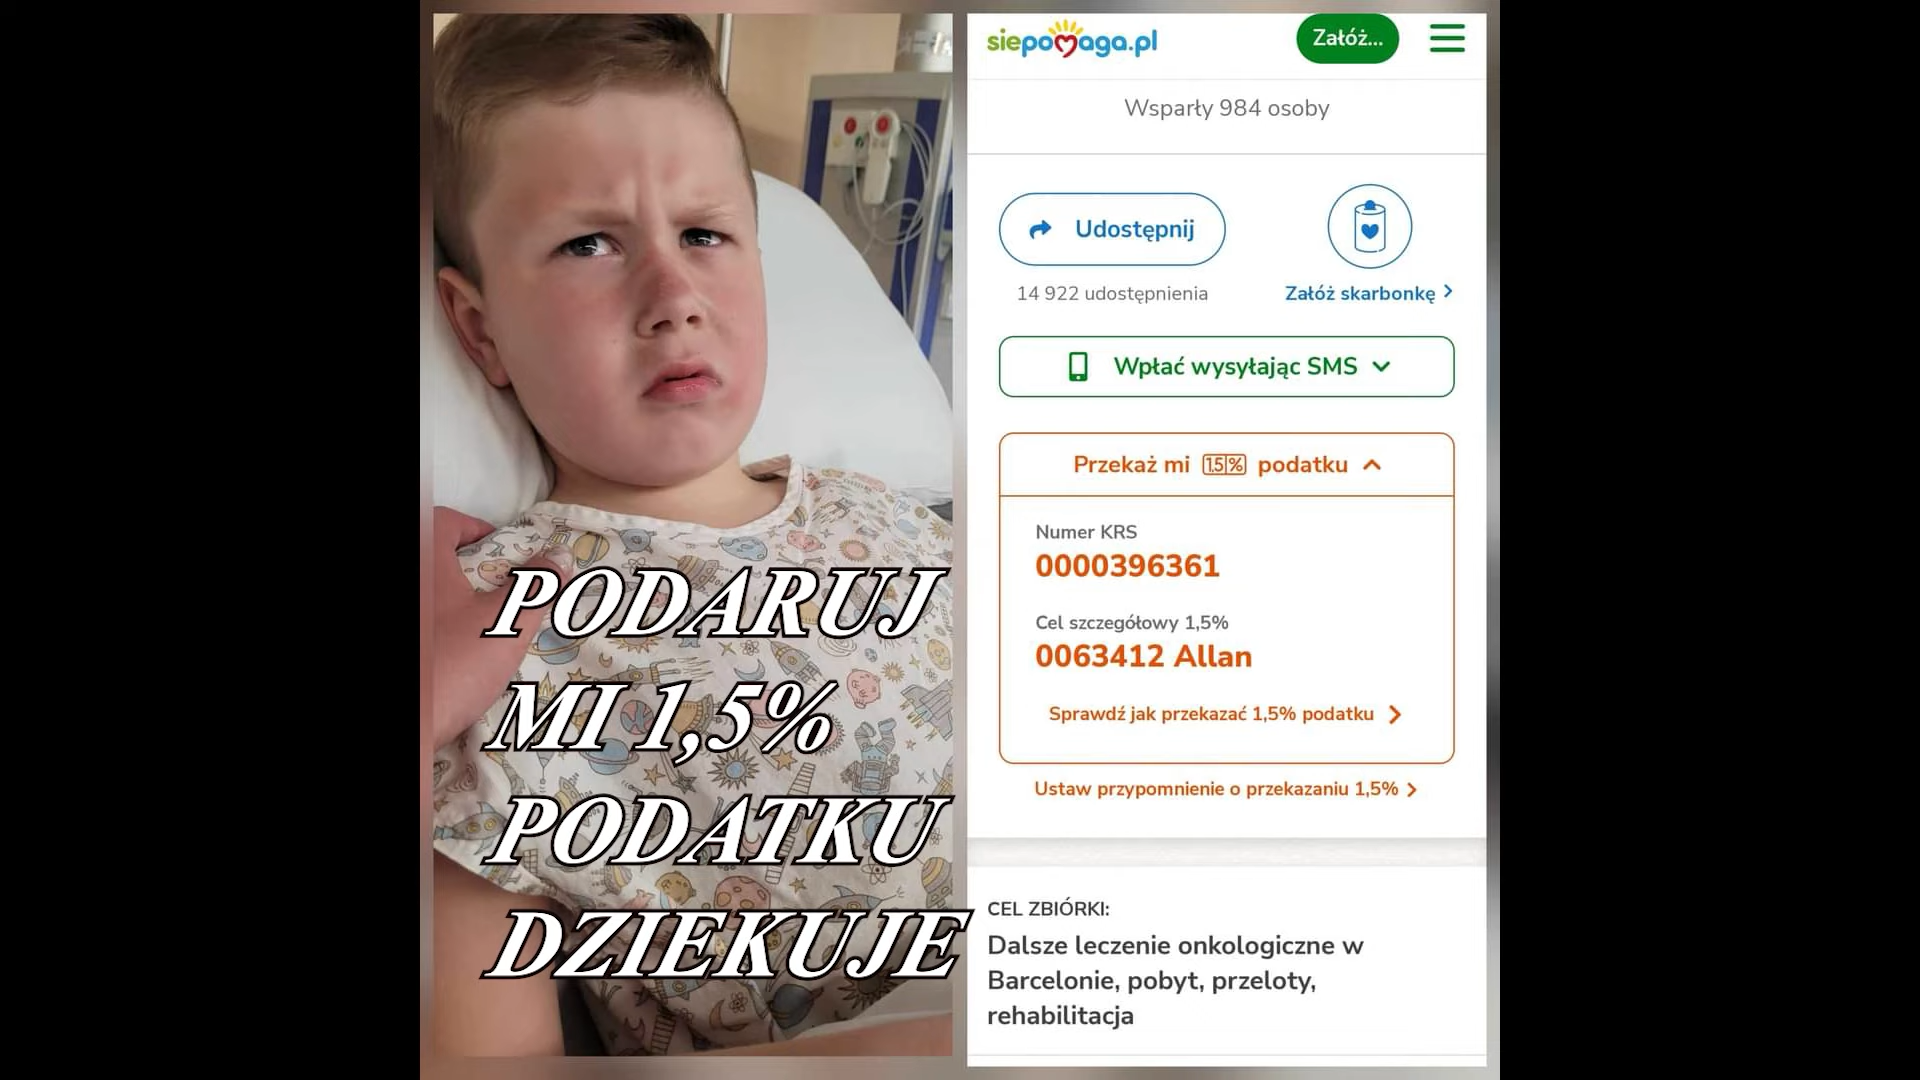 PODARUJ
MI 1,5%
PODATKU
DZIEKUJE
siepomaga.pl
Załóż...
Wsparły 984 osoby
Udostępnij
14 922 udostępnienia
Załóż skarbonkę
Wpłać wysyłając SMS
Przekaż mi 1,5% podatku
Numer KRS
0000396361
Cel szczegółowy 1,5%
0063412 Allan
Sprawdź jak przekazać 1,5% podatku
Ustaw przypomnienie o przekazaniu 1,5%
CEL ZBIÓRKI:
Dalsze leczenie onkologiczne w
Barcelonie, pobyt, przeloty,
rehabilitacja